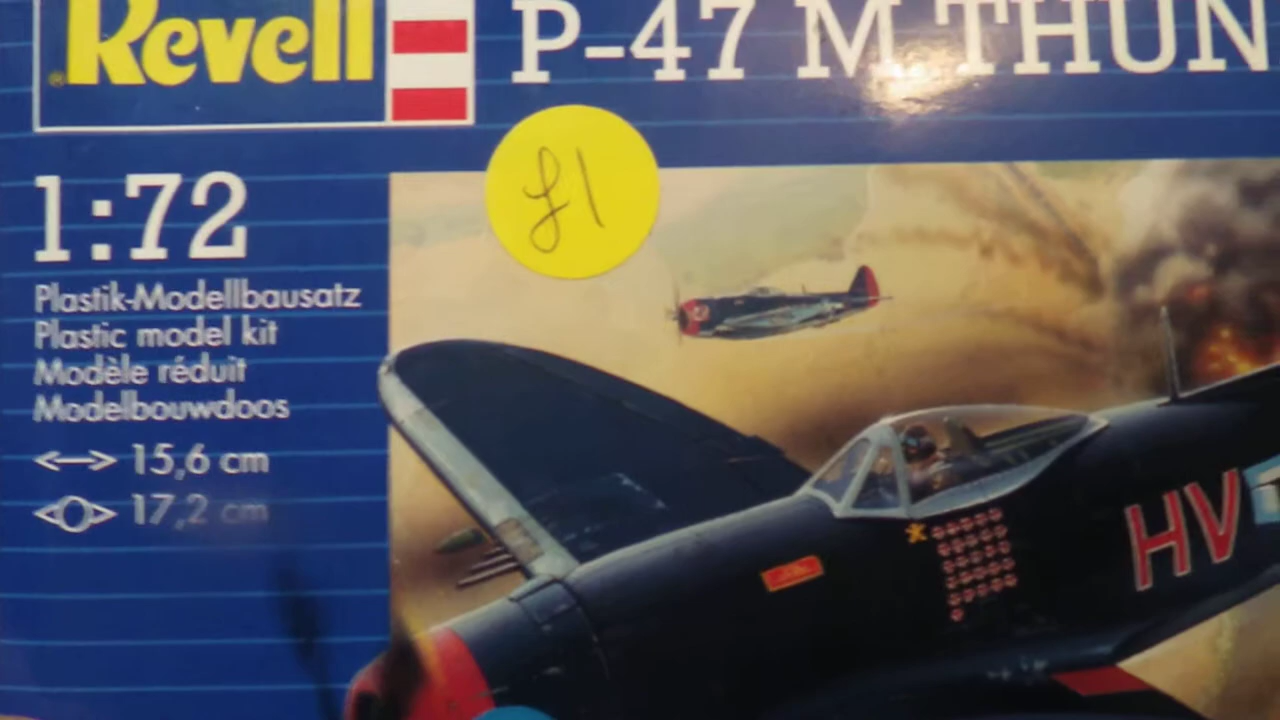 Revell
P-47 M THUN
£1
1:72
Plastik-Modellbausatz
Plastic model kit
Modèle réduit
Modelbouwdoos
15,6 cm
17,2 cm
HV